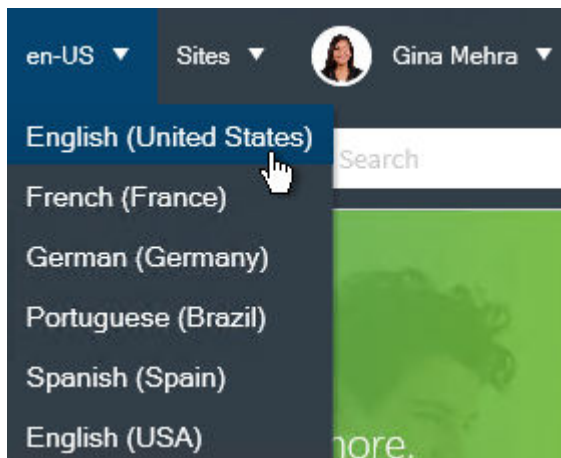 en-US ▼ Sites ▼ Gina Mehra ▼
English (United States)
Search
French (France)
German (Germany)
Portuguese (Brazil)
Spanish (Spain)
English (USA)
more.